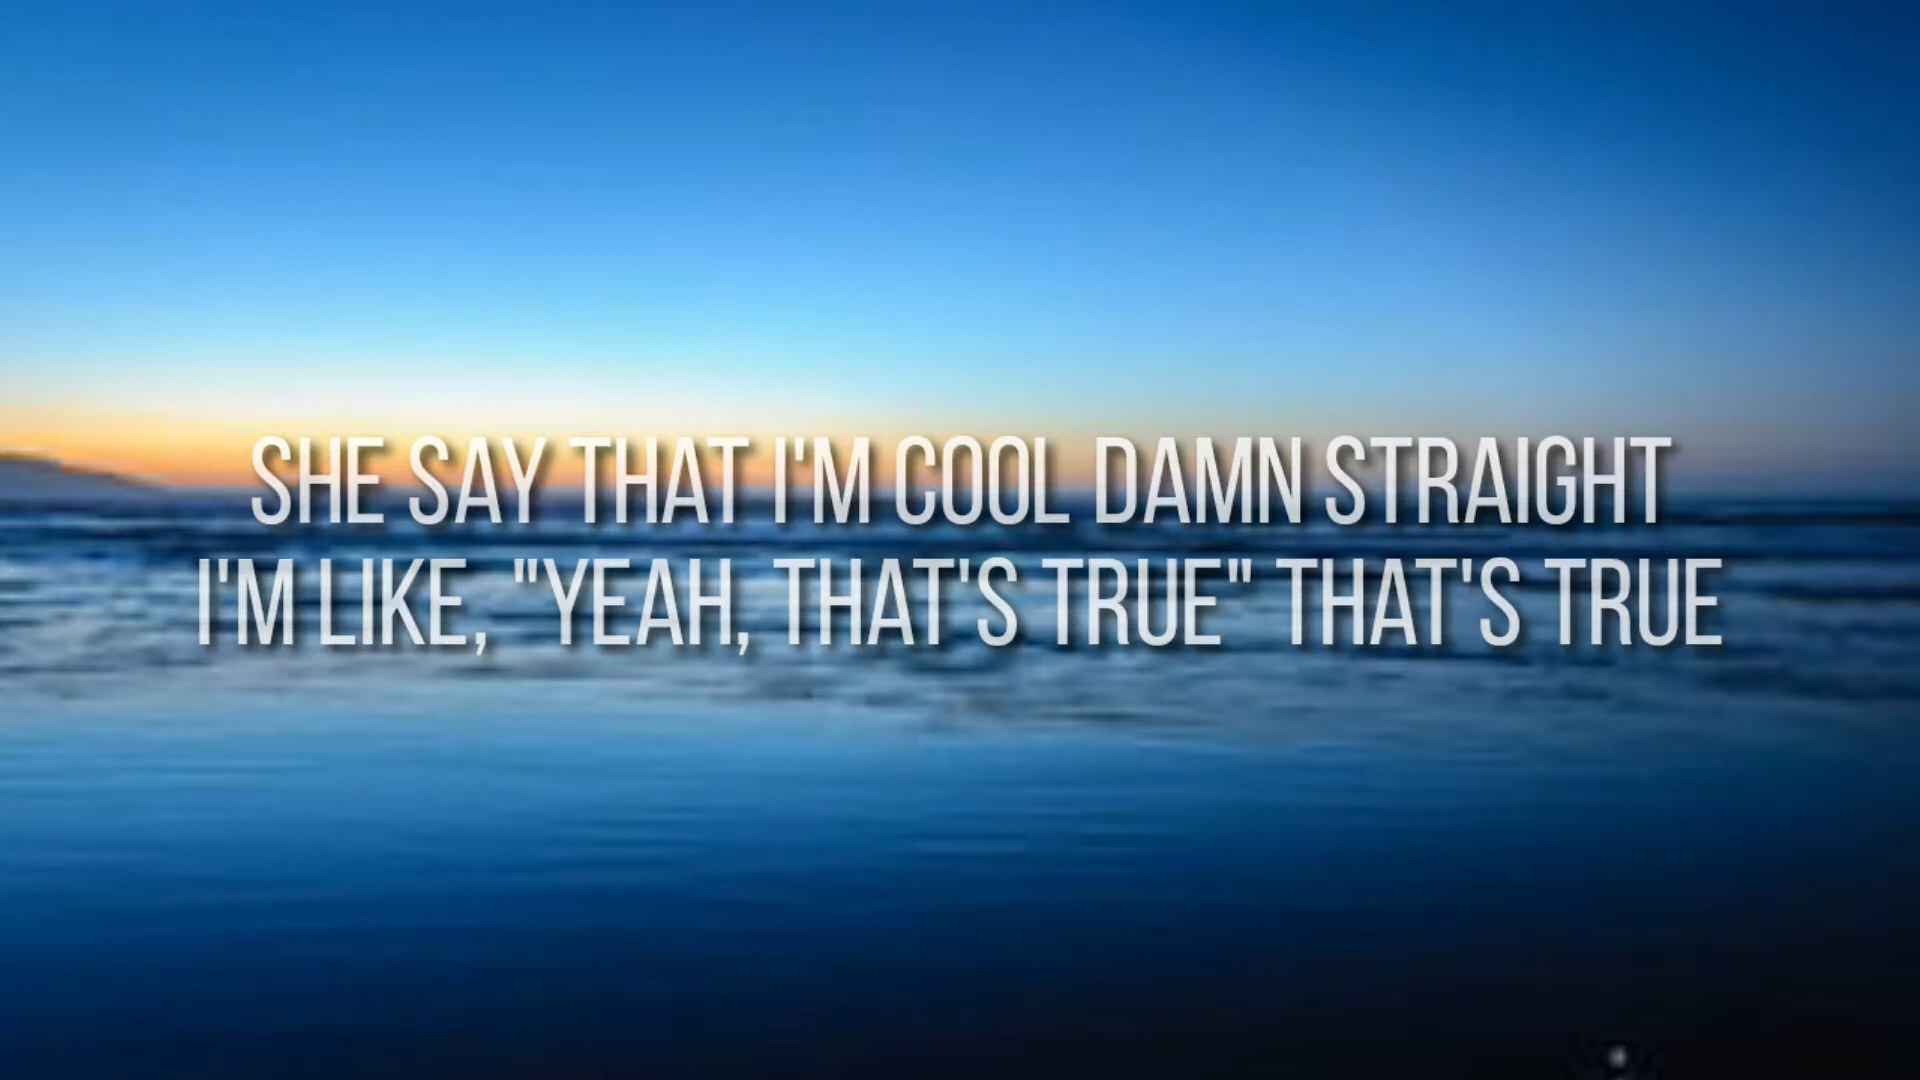 SHE SAY THAT I'M COOL DAMN STRAIGHT
I'M LIKE, "YEAH, THAT'S TRUE" THAT'S TRUE